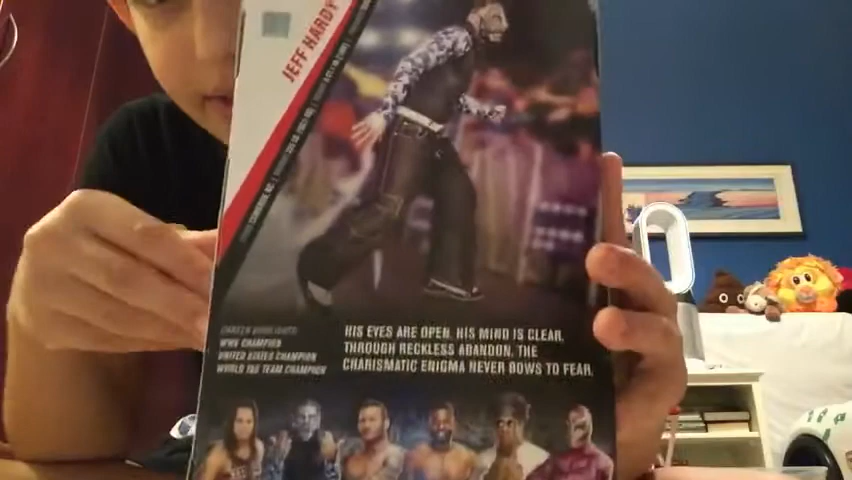 JEFF HARDY
CAREER HIGHLIGHTS
WWE CHAMPION
UNITED STATES CHAMPION
WORLD TAG TEAM CHAMPION
HIS EYES ARE OPEN. HIS MIND IS CLEAR.
THROUGH RECKLESS ABANDON, THE
CHARISMATIC ENIGMA NEVER BOWS TO FEAR.